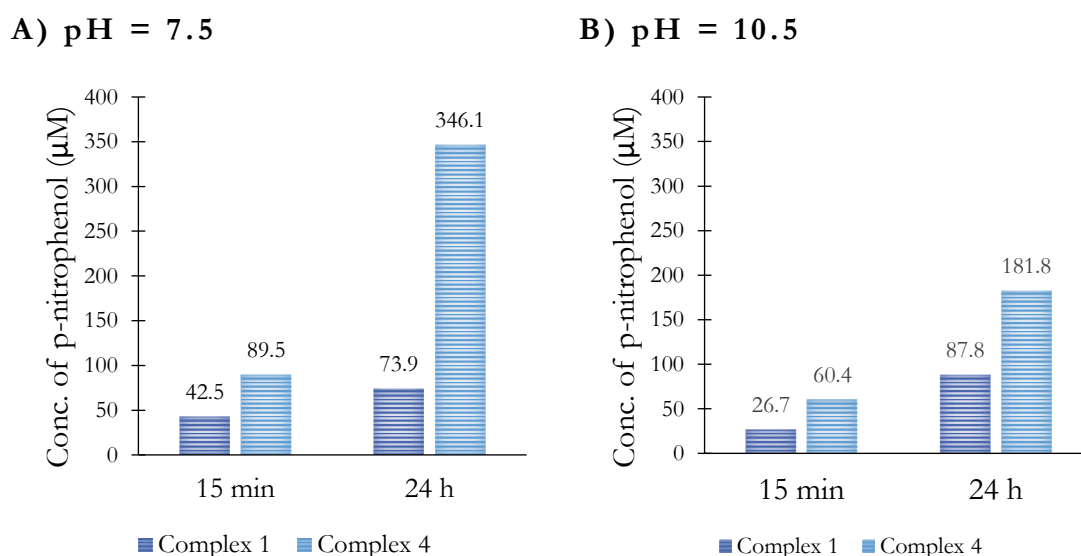 A) pH = 7.5
Conc. of p-nitrophenol (µM)
400
350
300
250
200
150
100
50
0
42.5
89.5
73.9
346.1
15 min
24 h
Complex 1
Complex 4
B) pH = 10.5
Conc. of p-nitrophenol (µM)
400
350
300
250
200
150
100
50
0
26.7
60.4
87.8
181.8
15 min
24 h
Complex 1
Complex 4